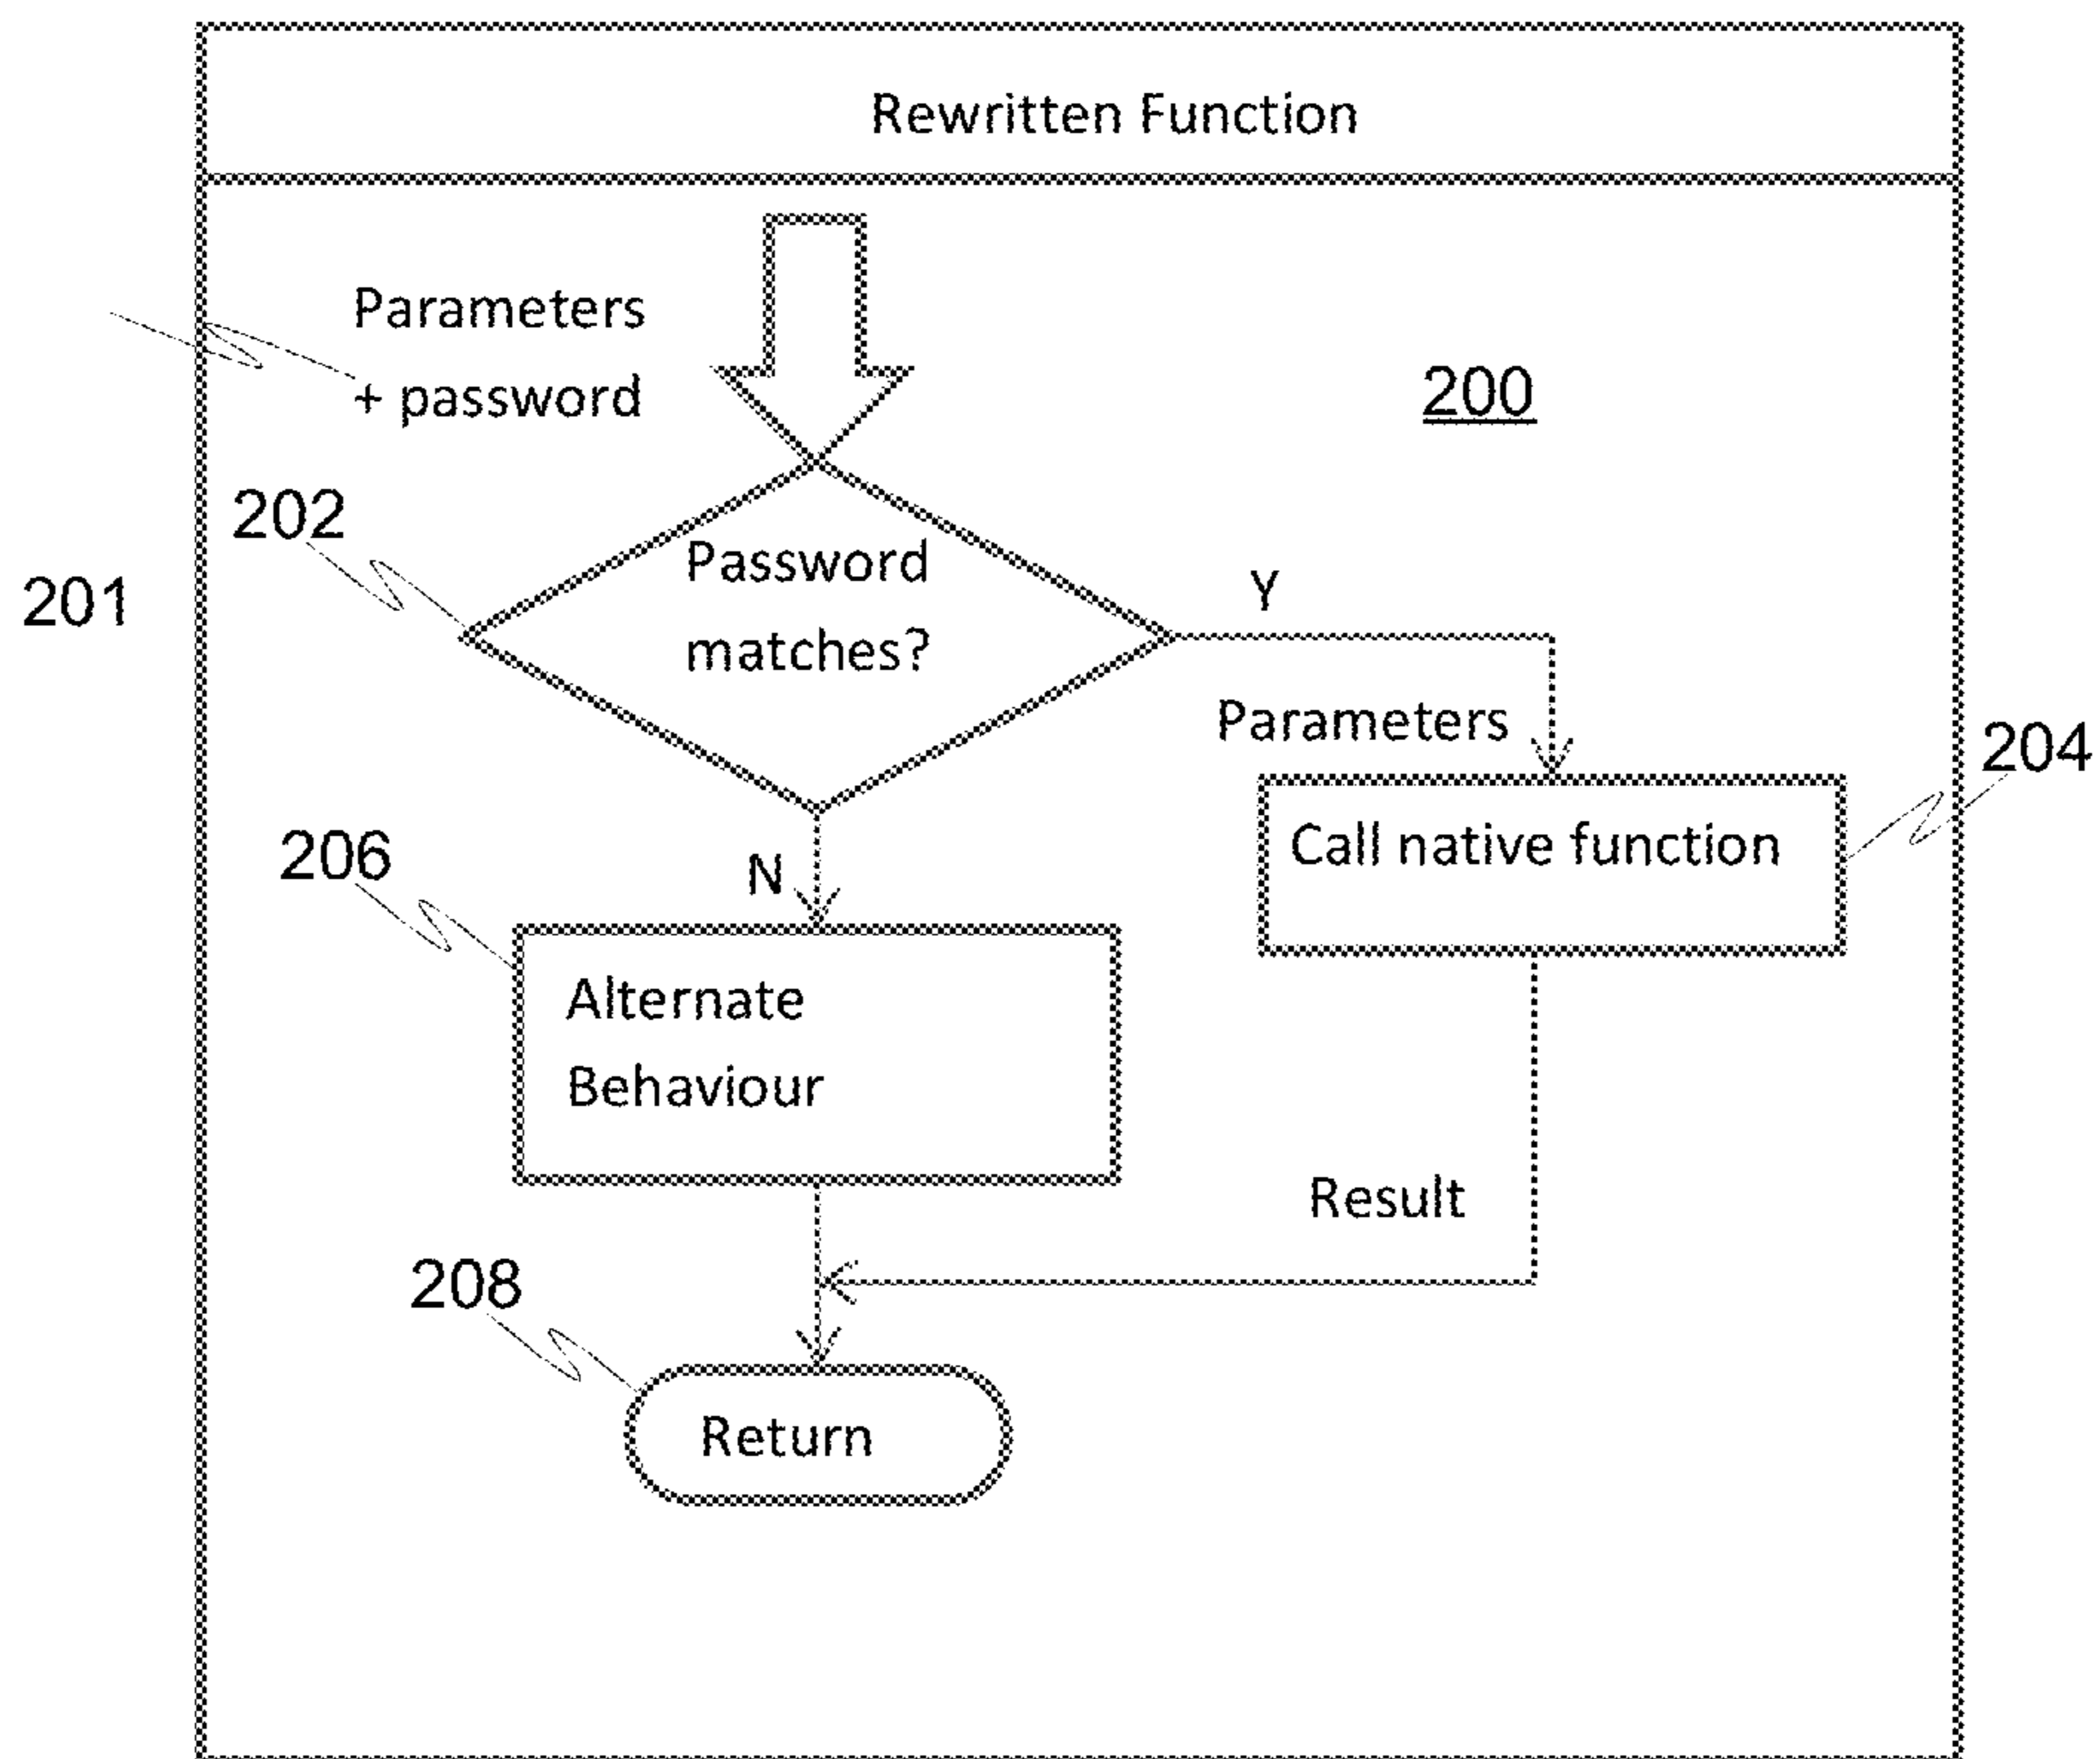 Rewritten Function
Parameters
+ password
200
202
201
Password
matches?
Y
Parameters
204
Call native function
206
N
Alternate
Behaviour
Result
208
Return